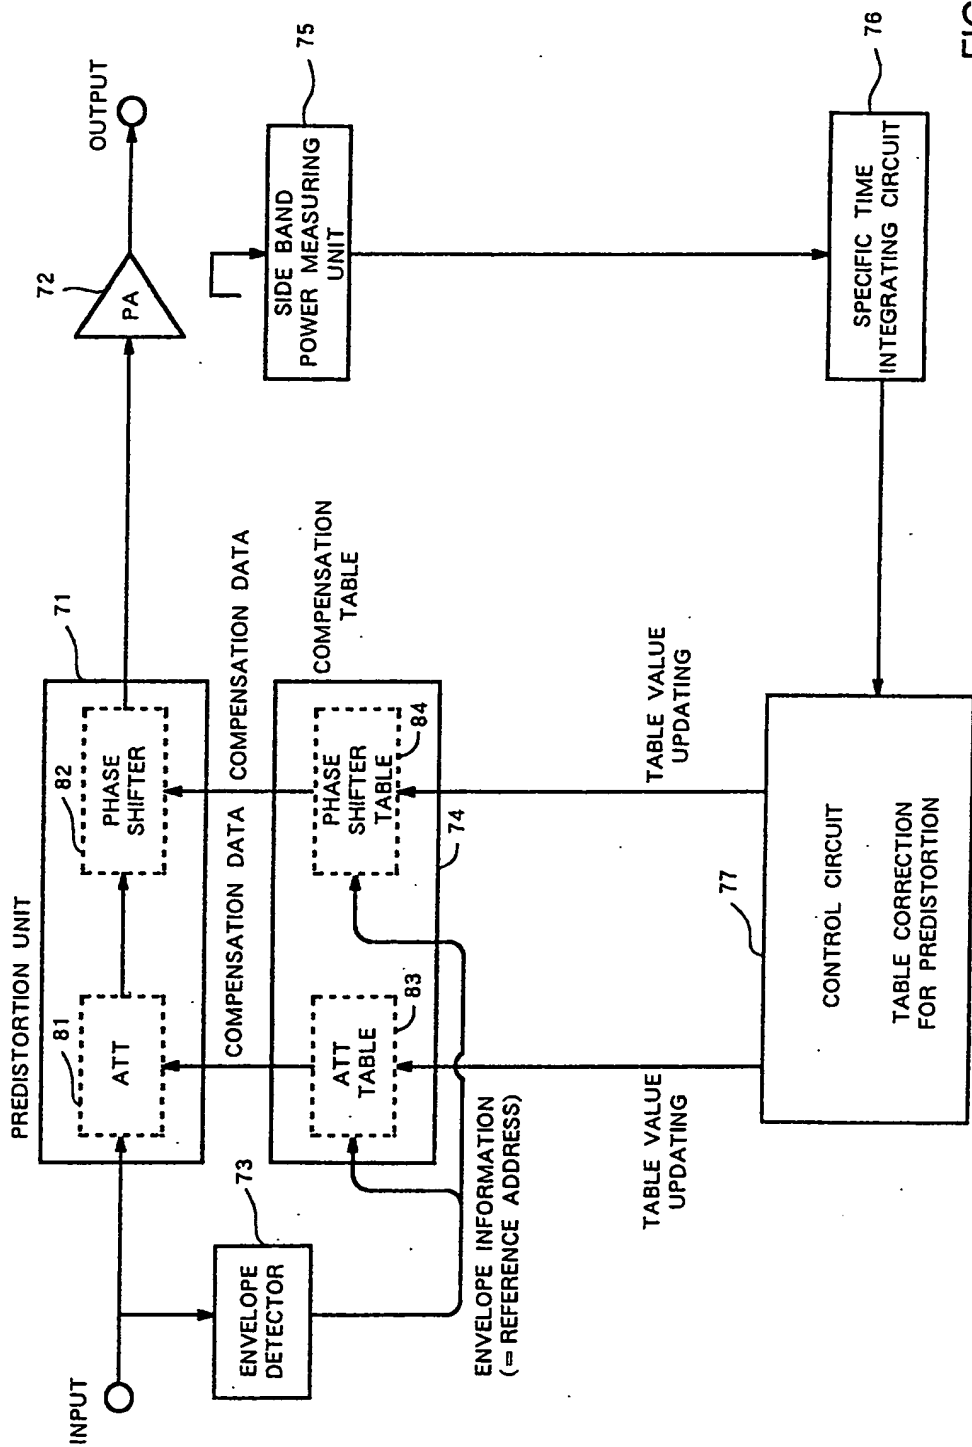 PREDISTORTION UNIT
71
INPUT
81
ATT
82
PHASE
SHIFTER
72
PA
OUTPUT
COMPENSATION DATA
COMPENSATION DATA
73
ENVELOPE
DETECTOR
COMPENSATION
TABLE
ATT
TABLE
83
PHASE
SHIFTER
TABLE
84
74
SIDE BAND
POWER MEASURING
UNIT
75
ENVELOPE INFORMATION
(= REFERENCE ADDRESS)
TABLE VALUE
UPDATING
TABLE VALUE
UPDATING
77
CONTROL CIRCUIT
TABLE CORRECTION
FOR PREDISTORTION
SPECIFIC TIME
INTEGRATING CIRCUIT
76